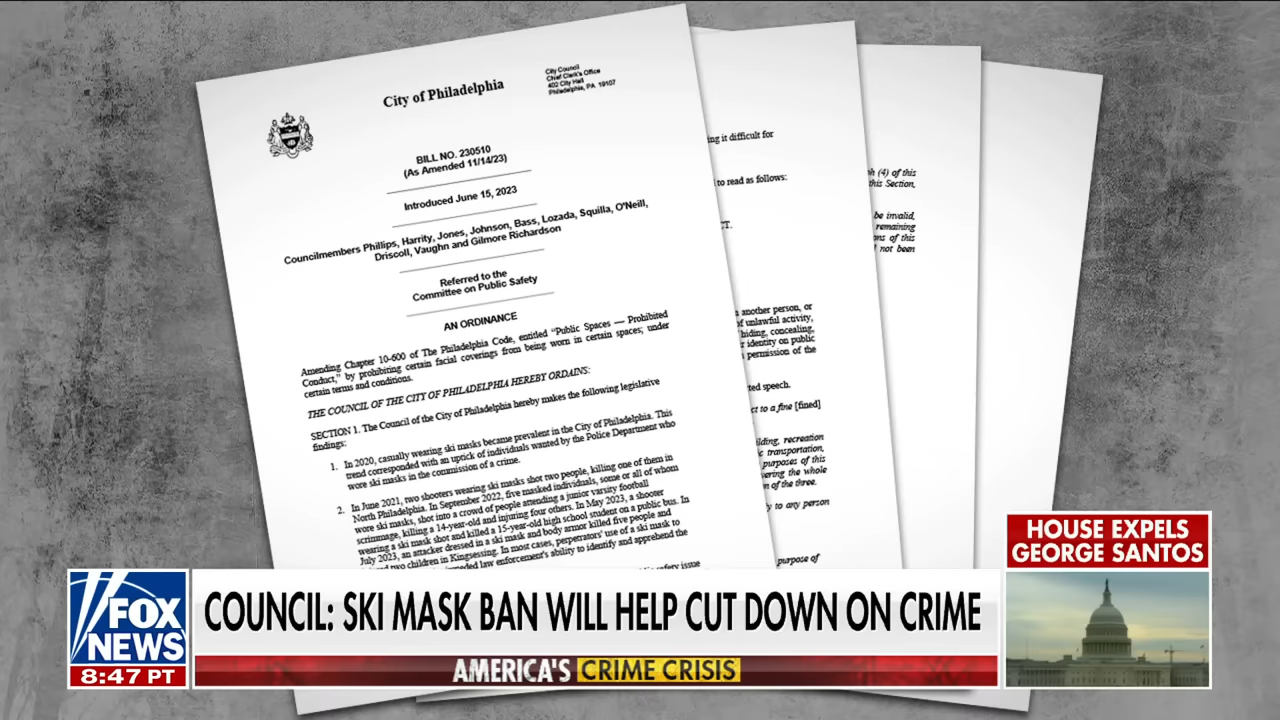 City of Philadelphia
City Council
Chief Clerk's Office
402 City Hall
Philadelphia, PA 19107
BILL NO. 230510
(As Amended 11/14/23)
Introduced June 15, 2023
Councilmembers Phillips, Harrity, Jones, Johnson, Bass, Lozada, Squilla, O'Neill,
Driscoll, Vaughn and Gilmore Richardson
Referred to the
Committee on Public Safety
AN ORDINANCE
Amending Chapter 10-600 of The Philadelphia Code, entitled "Public Spaces — Prohibited
Conduct," by prohibiting certain facial coverings from being worn in certain spaces; under
certain terms and conditions.
THE COUNCIL OF THE CITY OF PHILADELPHIA HEREBY ORDAINS:
SECTION 1. The Council of the City of Philadelphia hereby makes the following legislative
findings:
1. In 2020, casually wearing ski masks became prevalent in the City of Philadelphia. This
trend corresponded with an uptick of individuals wanted by the Police Department who
wore ski masks in the commission of a crime.
2. In June 2021, two shooters wearing ski masks shot two people, killing one of them in
North Philadelphia. In September 2022, five masked individuals, some or all of whom
wore ski masks, shot into a crowd of people attending a junior varsity football
scrimmage, killing a 14-year-old and injuring four others. In May 2023, a shooter
wearing a ski mask shot and killed a 15-year-old high school student on a public bus. In
July 2023, an attacker dressed in a ski mask and body armor killed five people and
two children in Kingsessing. In most cases, perpetrators' use of a ski mask to
law enforcement's ability to identify and apprehend the
safety issue
ing it difficult for
to read as follows:
CT.
another person, or
of unlawful activity,
hiding, concealing,
identity on public
permission of the
ted speech.
ct to a fine [fined]
ilding, recreation
c transportation,
purposes of this
vering the whole
n of the three.
ly to any person
purpose of
h (4) of this
this Section,
be invalid,
remaining
ons of this
not been
HOUSE EXPELS
GEORGE SANTOS
FOX
NEWS
8:47 PT
COUNCIL: SKI MASK BAN WILL HELP CUT DOWN ON CRIME
AMERICA'S CRIME CRISIS